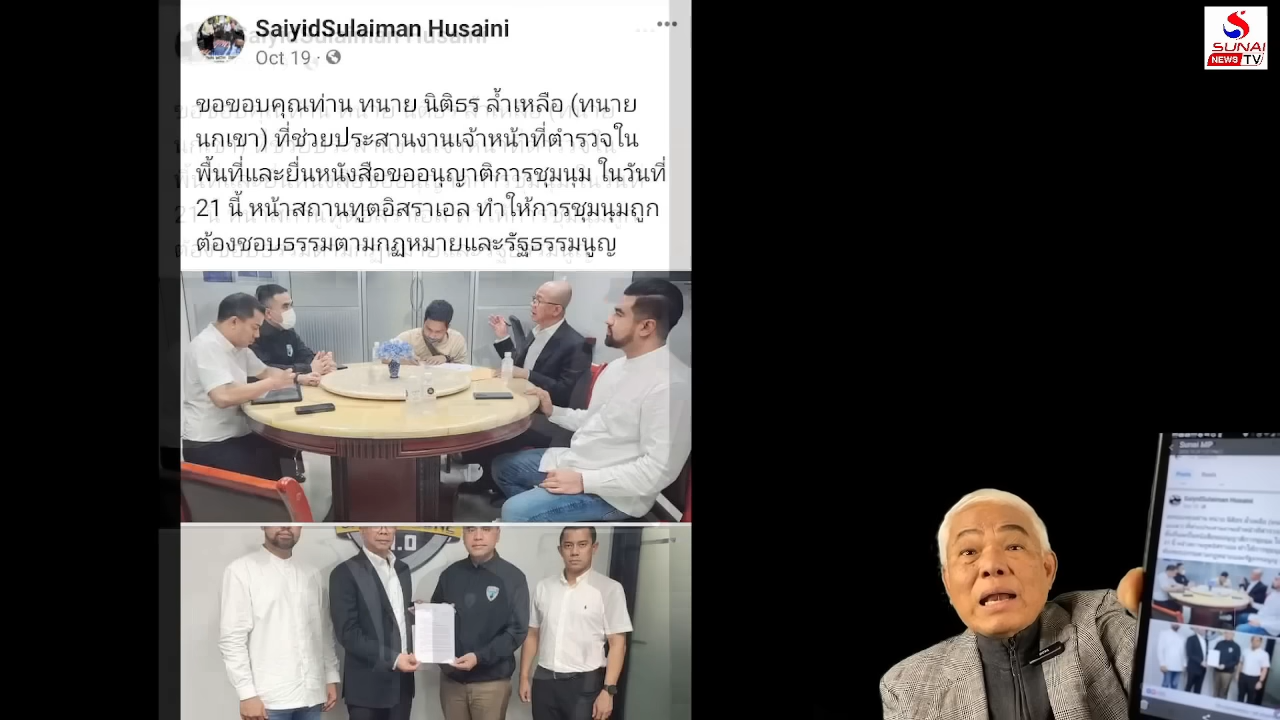 SaiyidSulaiman Husaini
Oct 19
ขอขอบคุณท่าน ทนาย นิติธร ล้ำเหลือ (ทนาย
นกเขา) ที่ช่วยประสานงานเจ้าหน้าที่ตำรวจใน
พื้นที่และยื่นหนังสือขออนุญาติการชุมนุม ในวันที่
21 นี้ หน้าสถานทูตอิสราเอล ทำให้การชุมนุมถูก
ต้องชอบธรรมตามกฏหมายและรัฐธรรมนูญ
SUNAI
NEWS TV
Sunai MP
SaiyidSulaiman Husaini